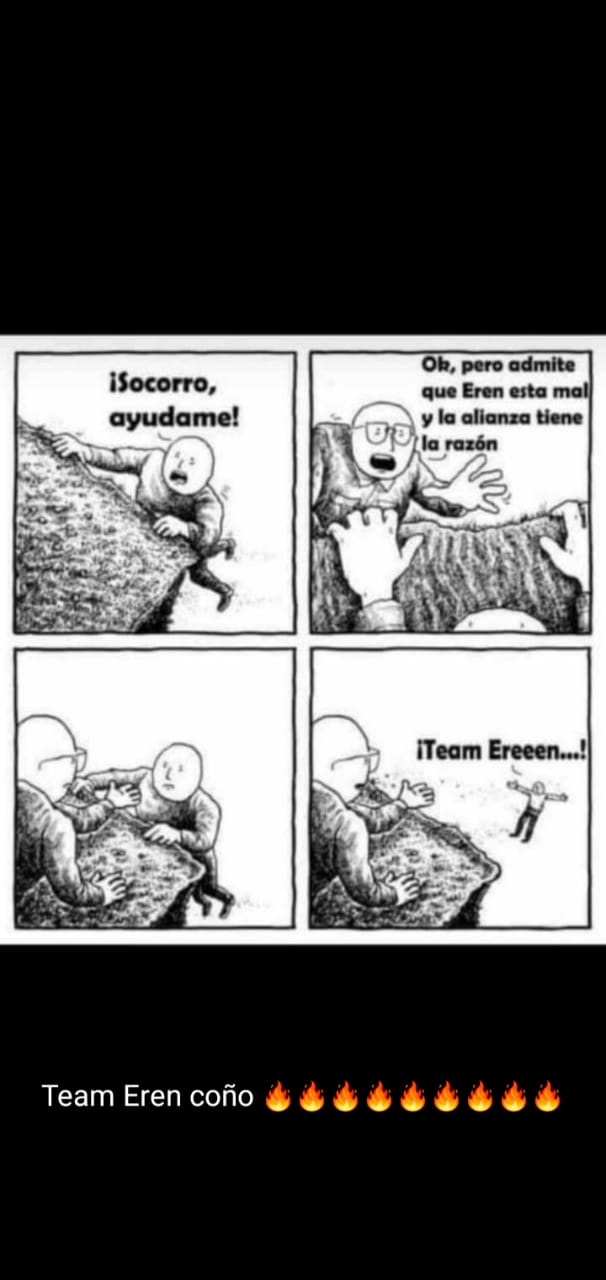 ¡Socorro,
ayudame!
Ok, pero admite
que Eren esta mal
y la alianza tiene
la razón
¡Team Ereeen...!
Team Eren coño 🔥🔥🔥🔥🔥🔥🔥🔥🔥